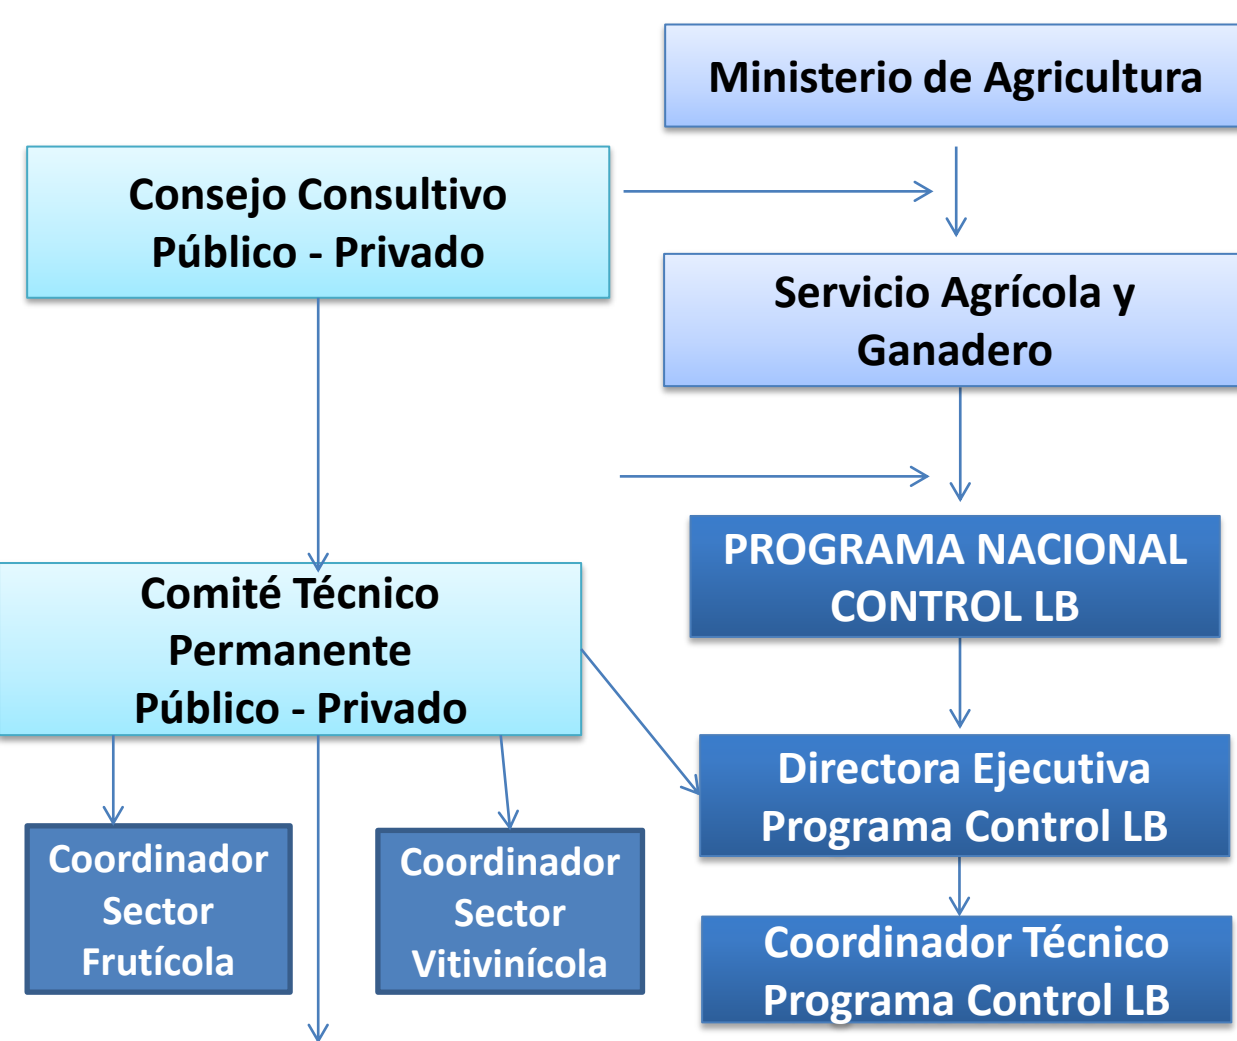 Ministerio de Agricultura
Consejo Consultivo
Público - Privado
Servicio Agrícola y
Ganadero
PROGRAMA NACIONAL
CONTROL LB
Comité Técnico
Permanente
Público - Privado
Directora Ejecutiva
Programa Control LB
Coordinador
Sector
Frutícola
Coordinador
Sector
Vitivinícola
Coordinador Técnico
Programa Control LB